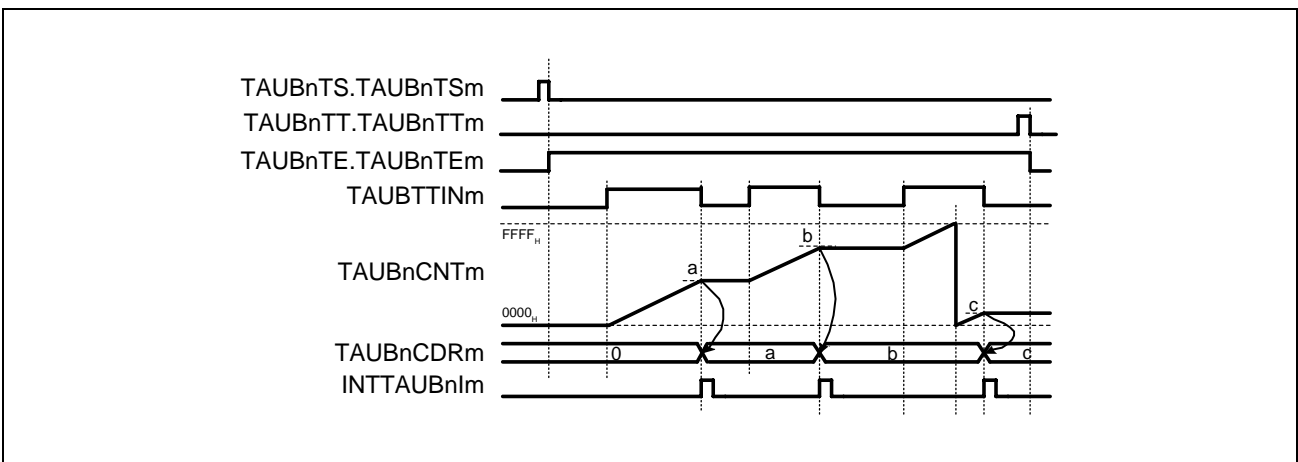 TAUBnTS.TAUBnTSm
TAUBnTT.TAUBnTTm
TAUBnTE.TAUBnTEm
TAUBTTINm
FFFFH
b
a
TAUBnCNTm
c
0000H
TAUBnCDRm 0 a b c
INTTAUBnIm